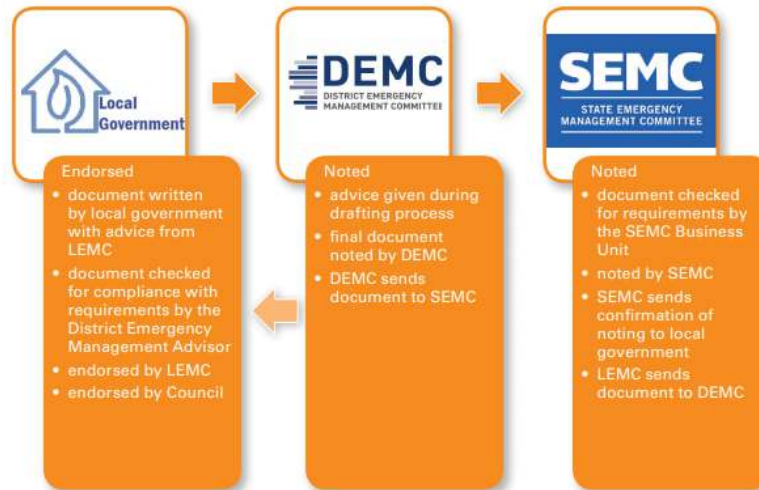 Local
Government
DEMC
DISTRICT EMERGENCY
MANAGEMENT COMMITTEE
SEMC
STATE EMERGENCY
MANAGEMENT COMMITTEE
Endorsed
• document written
by local government
with advice from
LEMC
• document checked
for compliance with
requirements by the
District Emergency
Management Advisor
• endorsed by LEMC
• endorsed by Council
Noted
• advice given during
drafting process
• final document
noted by DEMC
• DEMC sends
document to SEMC
Noted
• document checked
for requirements by
the SEMC Business
Unit
• noted by SEMC
• SEMC sends
confirmation of
noting to local
government
• LEMC sends
document to DEMC